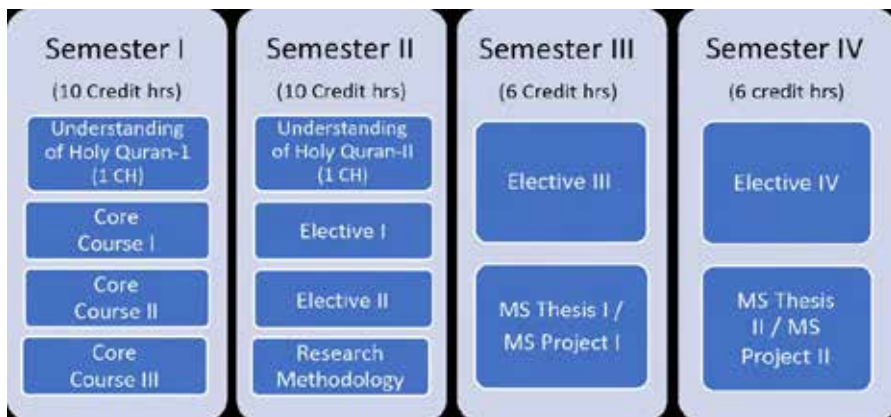 Semester I
(10 Credit hrs)
Understanding
of Holy Quran-1
(1 CH)
Core
Course I
Core
Course II
Core
Course III
Semester II
(10 Credit hrs)
Understanding
of Holy Quran-II
(1 CH)
Elective I
Elective II
Research
Methodology
Semester III
(6 Credit hrs)
Elective III
MS Thesis I /
MS Project I
Semester IV
(6 credit hrs)
Elective IV
MS Thesis
II / MS
Project II